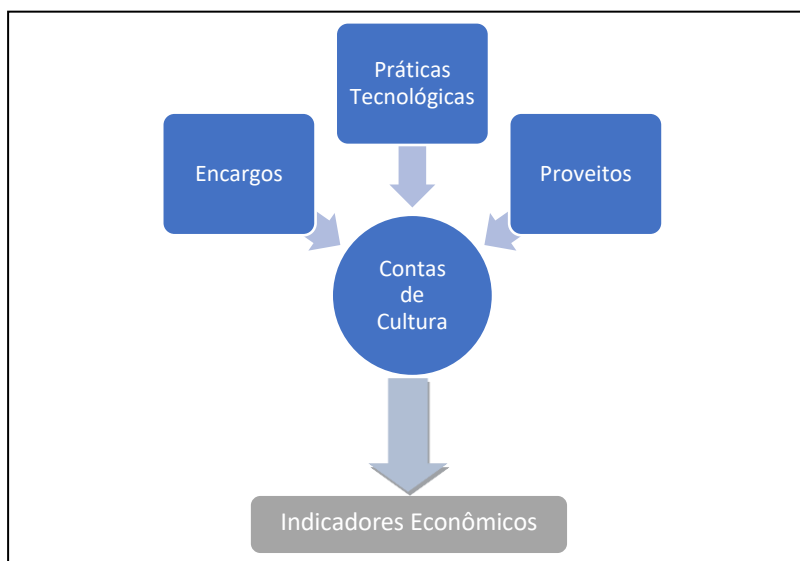 Práticas
Tecnológicas
Encargos
Proveitos
Contas
de
Cultura
Indicadores Econômicos